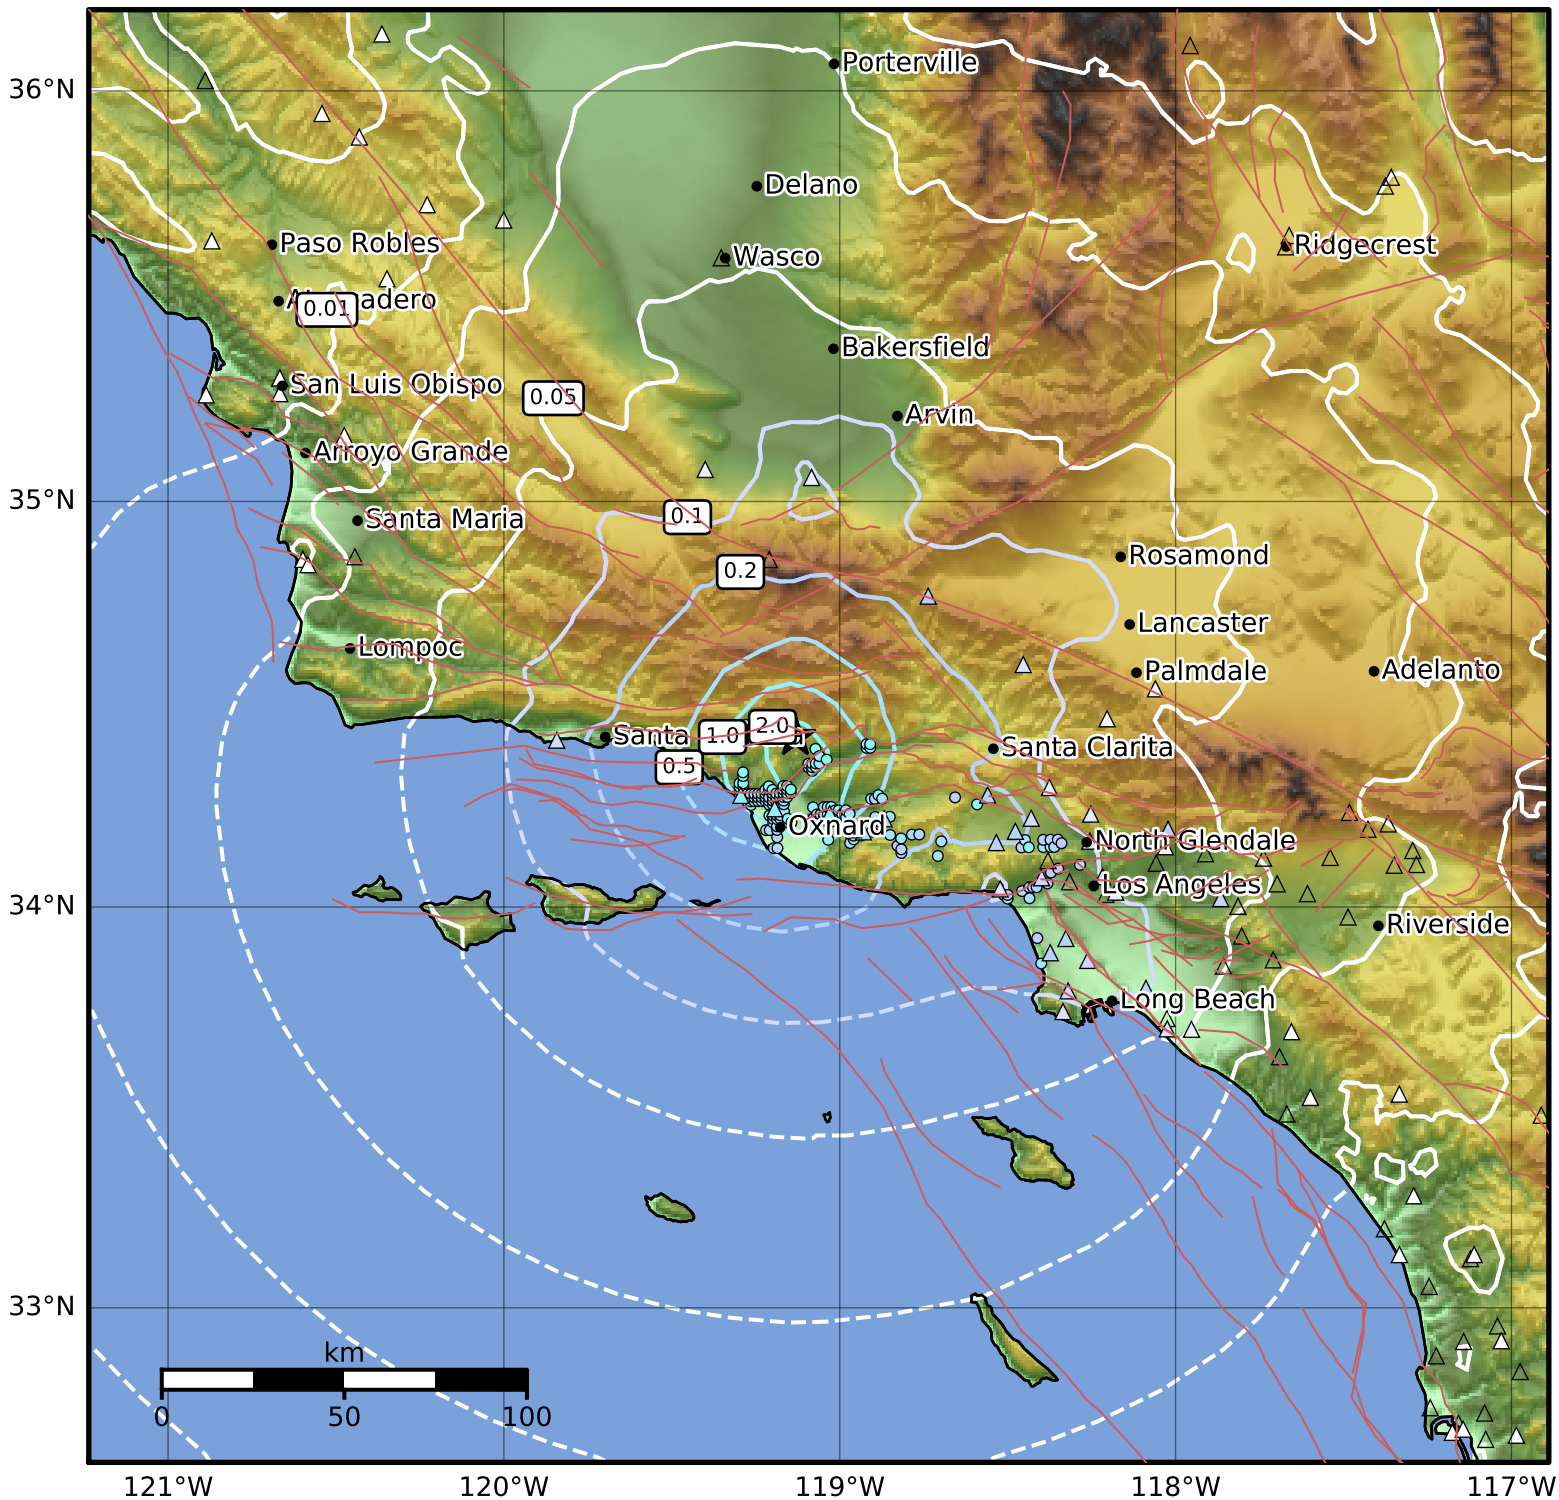 36°N
35°N
34°N
33°N
121°W
120°W
119°W
118°W
117°W
Porterville
Delano
Wasco
Paso Robles
Ridgecrest
0.01
Bakersfield
San Luis Obispo
0.05
Arvin
Arroyo Grande
Santa Maria
0.1
0.2
Rosamond
Lancaster
Lompoc
Palmdale
Adelanto
Santa
1.0
2.0
0.5
Santa Clarita
Oxnard
North Glendale
Los Angeles
Riverside
Long Beach
km
0
50
100